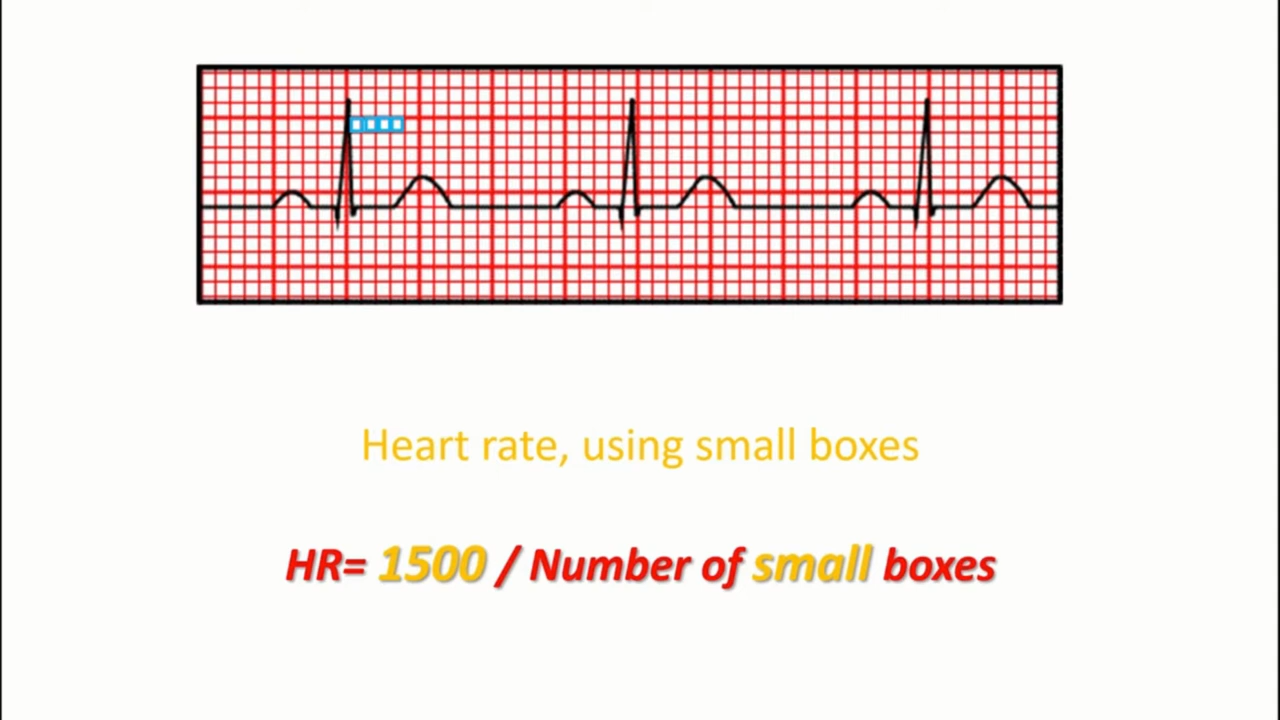 Heart rate, using small boxes
HR= 1500 / Number of small boxes